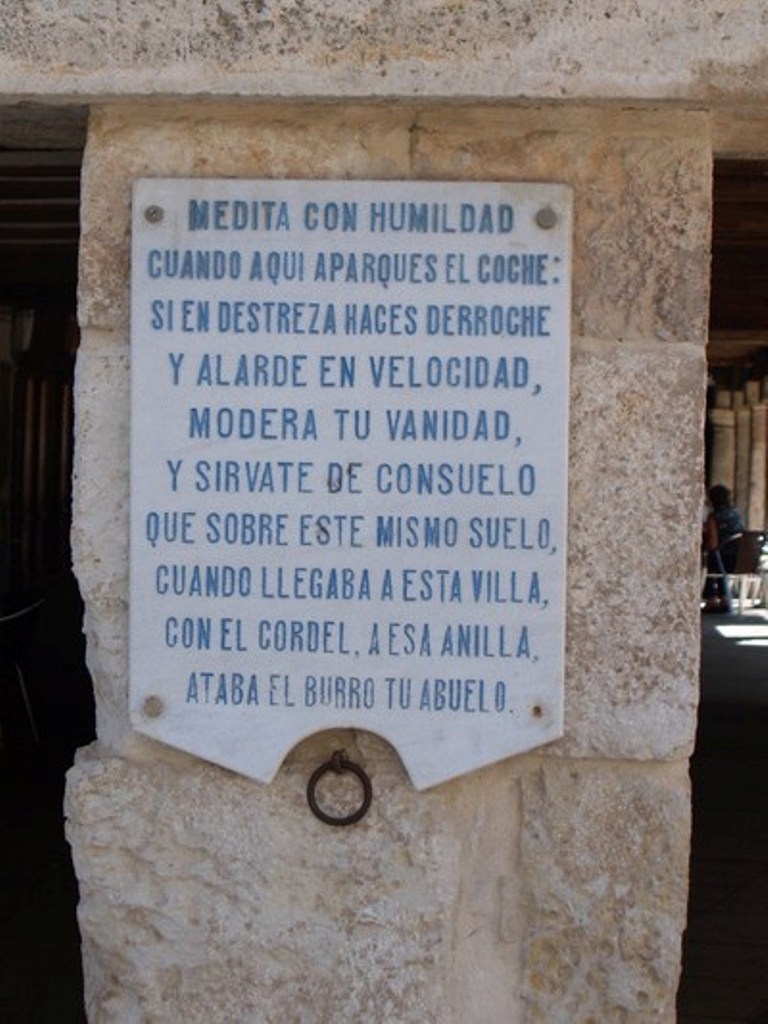 MEDITA CON HUMILDAD
CUANDO AQUI APARQUES EL COCHE:
SI EN DESTREZA HACES DERROCHE
Y ALARDE EN VELOCIDAD,
MODERA TU VANIDAD,
Y SIRVATE DE CONSUELO
QUE SOBRE ESTE MISMO SUELO,
CUANDO LLEGABA A ESTA VILLA,
CON EL CORDEL, A ESA ANILLA,
ATABA EL BURRO TU ABUELO.